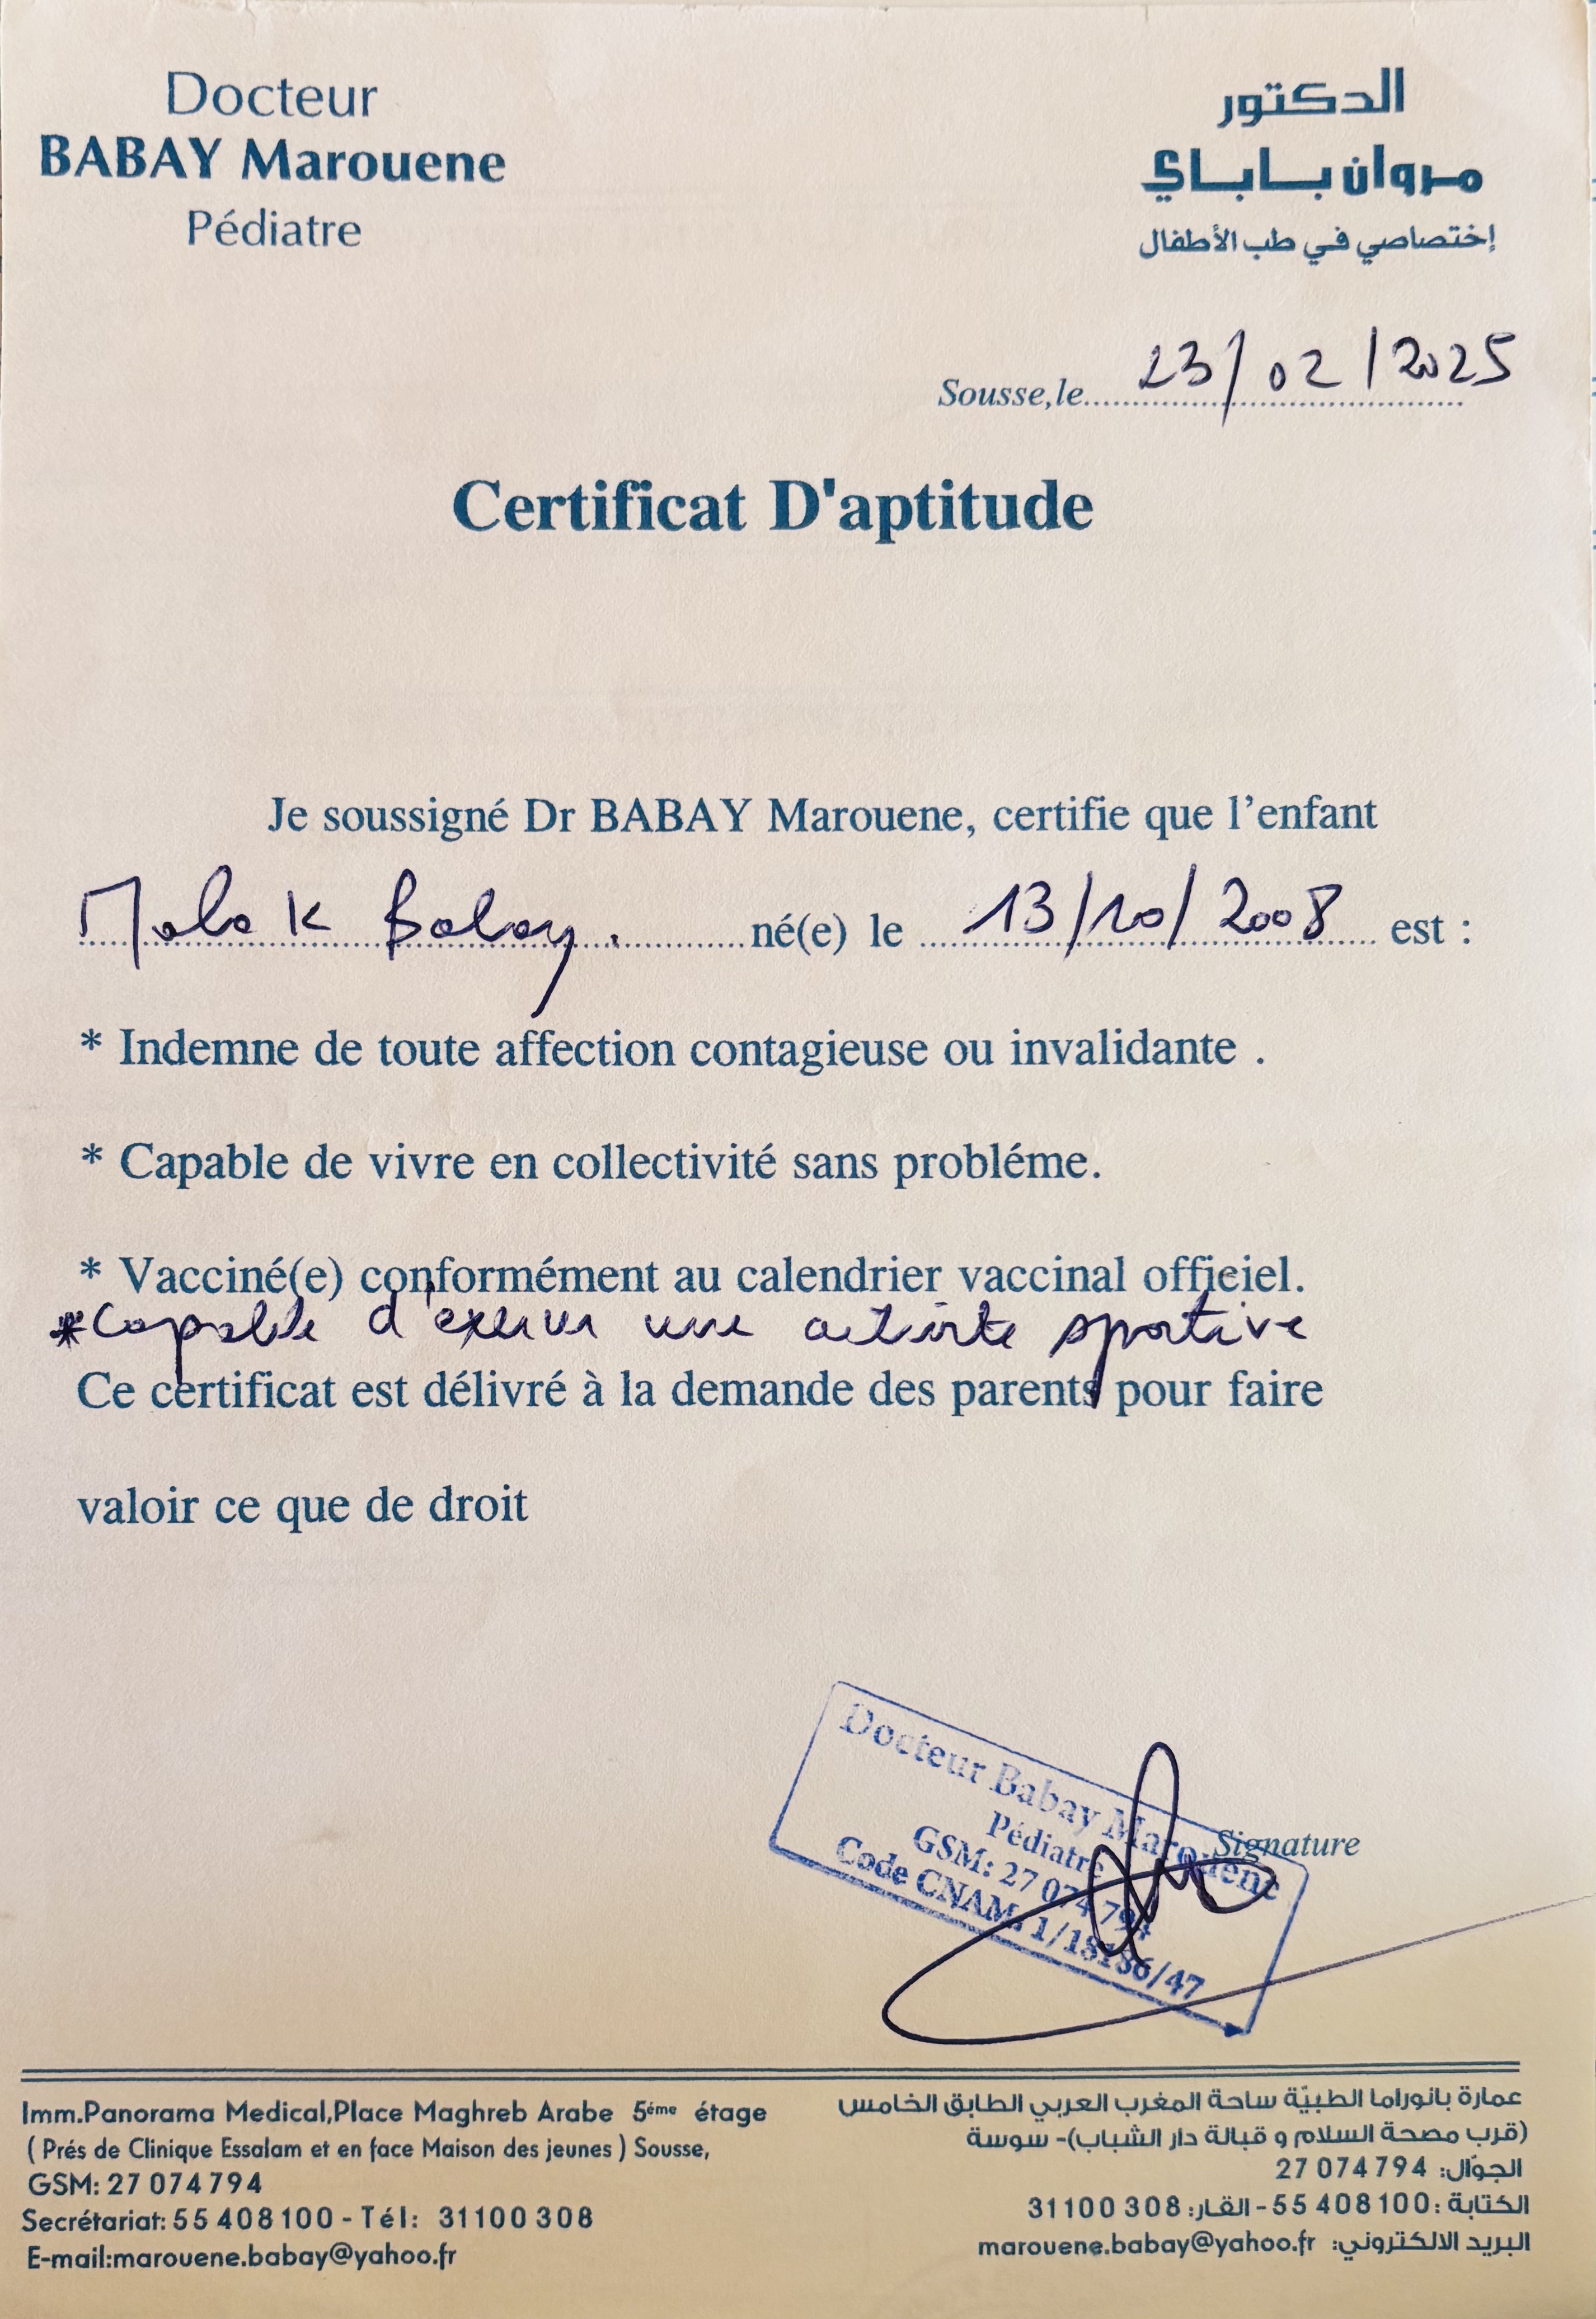 Docteur
BABAY Marouene
Pédiatre
الدكتور
مروان باباي
إختصاصي في طب الأطفال
Sousse,le 23/02/2025
Certificat D'aptitude
Je soussigné Dr BABAY Marouene, certifie que l'enfant
Malak Babay. né(e) le 13/10/2008 est :
* Indemne de toute affection contagieuse ou invalidante .
* Capable de vivre en collectivité sans probléme.
* Vacciné(e) conformément au calendrier vaccinal officiel.
*Capable d'exercer une activite sportive
Ce certificat est délivré à la demande des parents pour faire
valoir ce que de droit
Signature
Docteur Babay Marouene
Pédiatre
GSM: 27 074 794
Code CNAM: 1/18186/47
Imm.Panorama Medical,Place Maghreb Arabe 5éme étage
( Prés de Clinique Essalam et en face Maison des jeunes ) Sousse,
GSM: 27 074 794
Secrétariat: 55 408 100 - Tél: 31 100 308
E-mail:marouene.babay@yahoo.fr
عمارة بانوراما الطبيّة ساحة المغرب العربي الطابق الخامس
(قرب مصحة السلام و قبالة دار الشباب)- سوسة
الجوّال: 27 074 794
الكتابة : 55 408 100 - القار: 31 100 308
البريد الالكتروني: marouene.babay@yahoo.fr